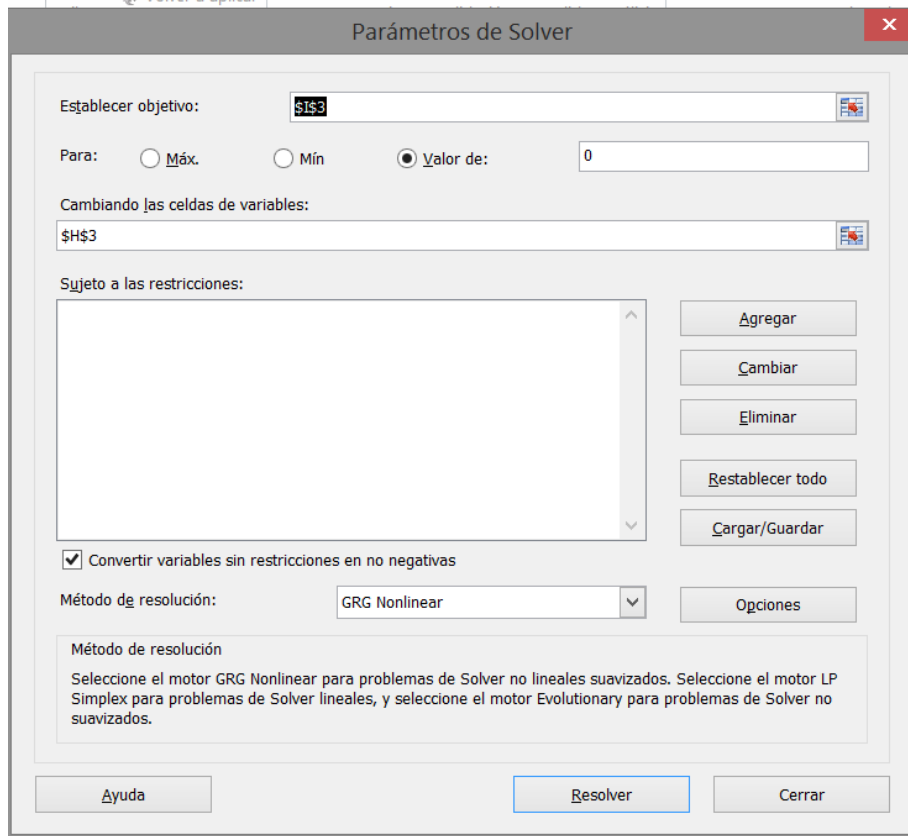 Parámetros de Solver
x
Establecer objetivo:
$I$3
Para:
Máx.
Mín
Valor de:
0
Cambiando las celdas de variables:
$H$3
Sujeto a las restricciones:
Agregar
Cambiar
Eliminar
Restablecer todo
Cargar/Guardar
Convertir variables sin restricciones en no negativas
Método de resolución:
GRG Nonlinear
Opciones
Método de resolución
Seleccione el motor GRG Nonlinear para problemas de Solver no lineales suavizados. Seleccione el motor LP
Simplex para problemas de Solver lineales, y seleccione el motor Evolutionary para problemas de Solver no
suavizados.
Ayuda
Resolver
Cerrar